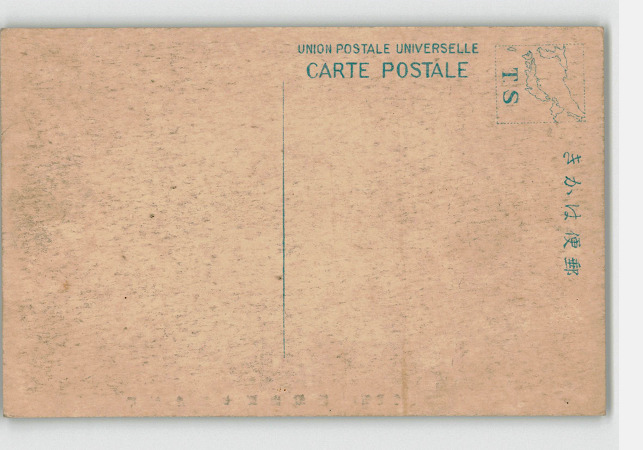 UNION POSTALE UNIVERSELLE
CARTE POSTALE
TS
きかは便郵